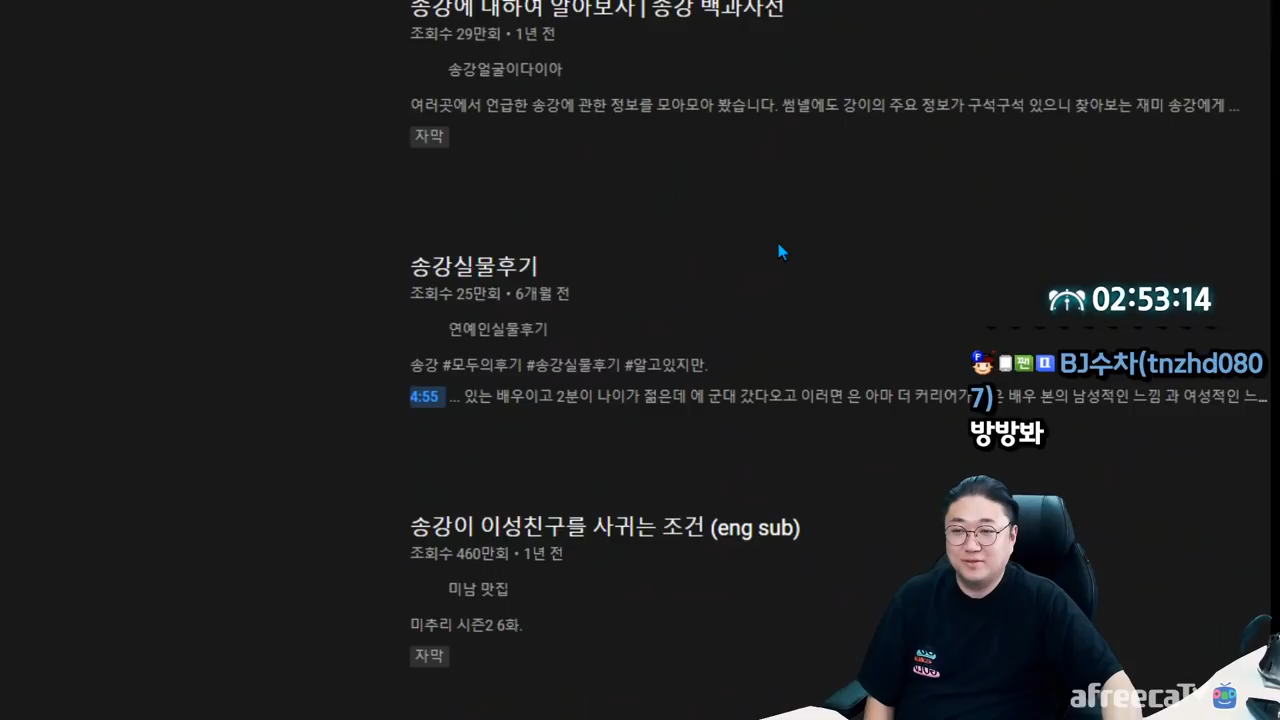 송강에 대하여 알아보자 | 송강 백과사전
조회수 29만회 • 1년 전
송강얼굴이다이아
여러곳에서 언급한 송강에 관한 정보를 모아모아 봤습니다. 썸넬에도 강이의 주요 정보가 구석구석 있으니 찾아보는 재미 송강에게 ...
자막
송강실물후기
조회수 25만회 • 6개월 전
연예인실물후기
송강 #모두의후기 #송강실물후기 #알고있지만.
4:55 ... 있는 배우이고 2분이 나이가 젊은데 에 군대 갔다오고 이러면 은 아마 더 커리어가 배우 본의 남성적인 느낌 과 여성적인 느...
송강이 이성친구를 사귀는 조건 (eng sub)
조회수 460만회 • 1년 전
미남 맛집
미추리 시즌2 6화.
자막
02:53:14
F 팬 BJ수차(tnzhd080
7)
방방봐
afreecaTV